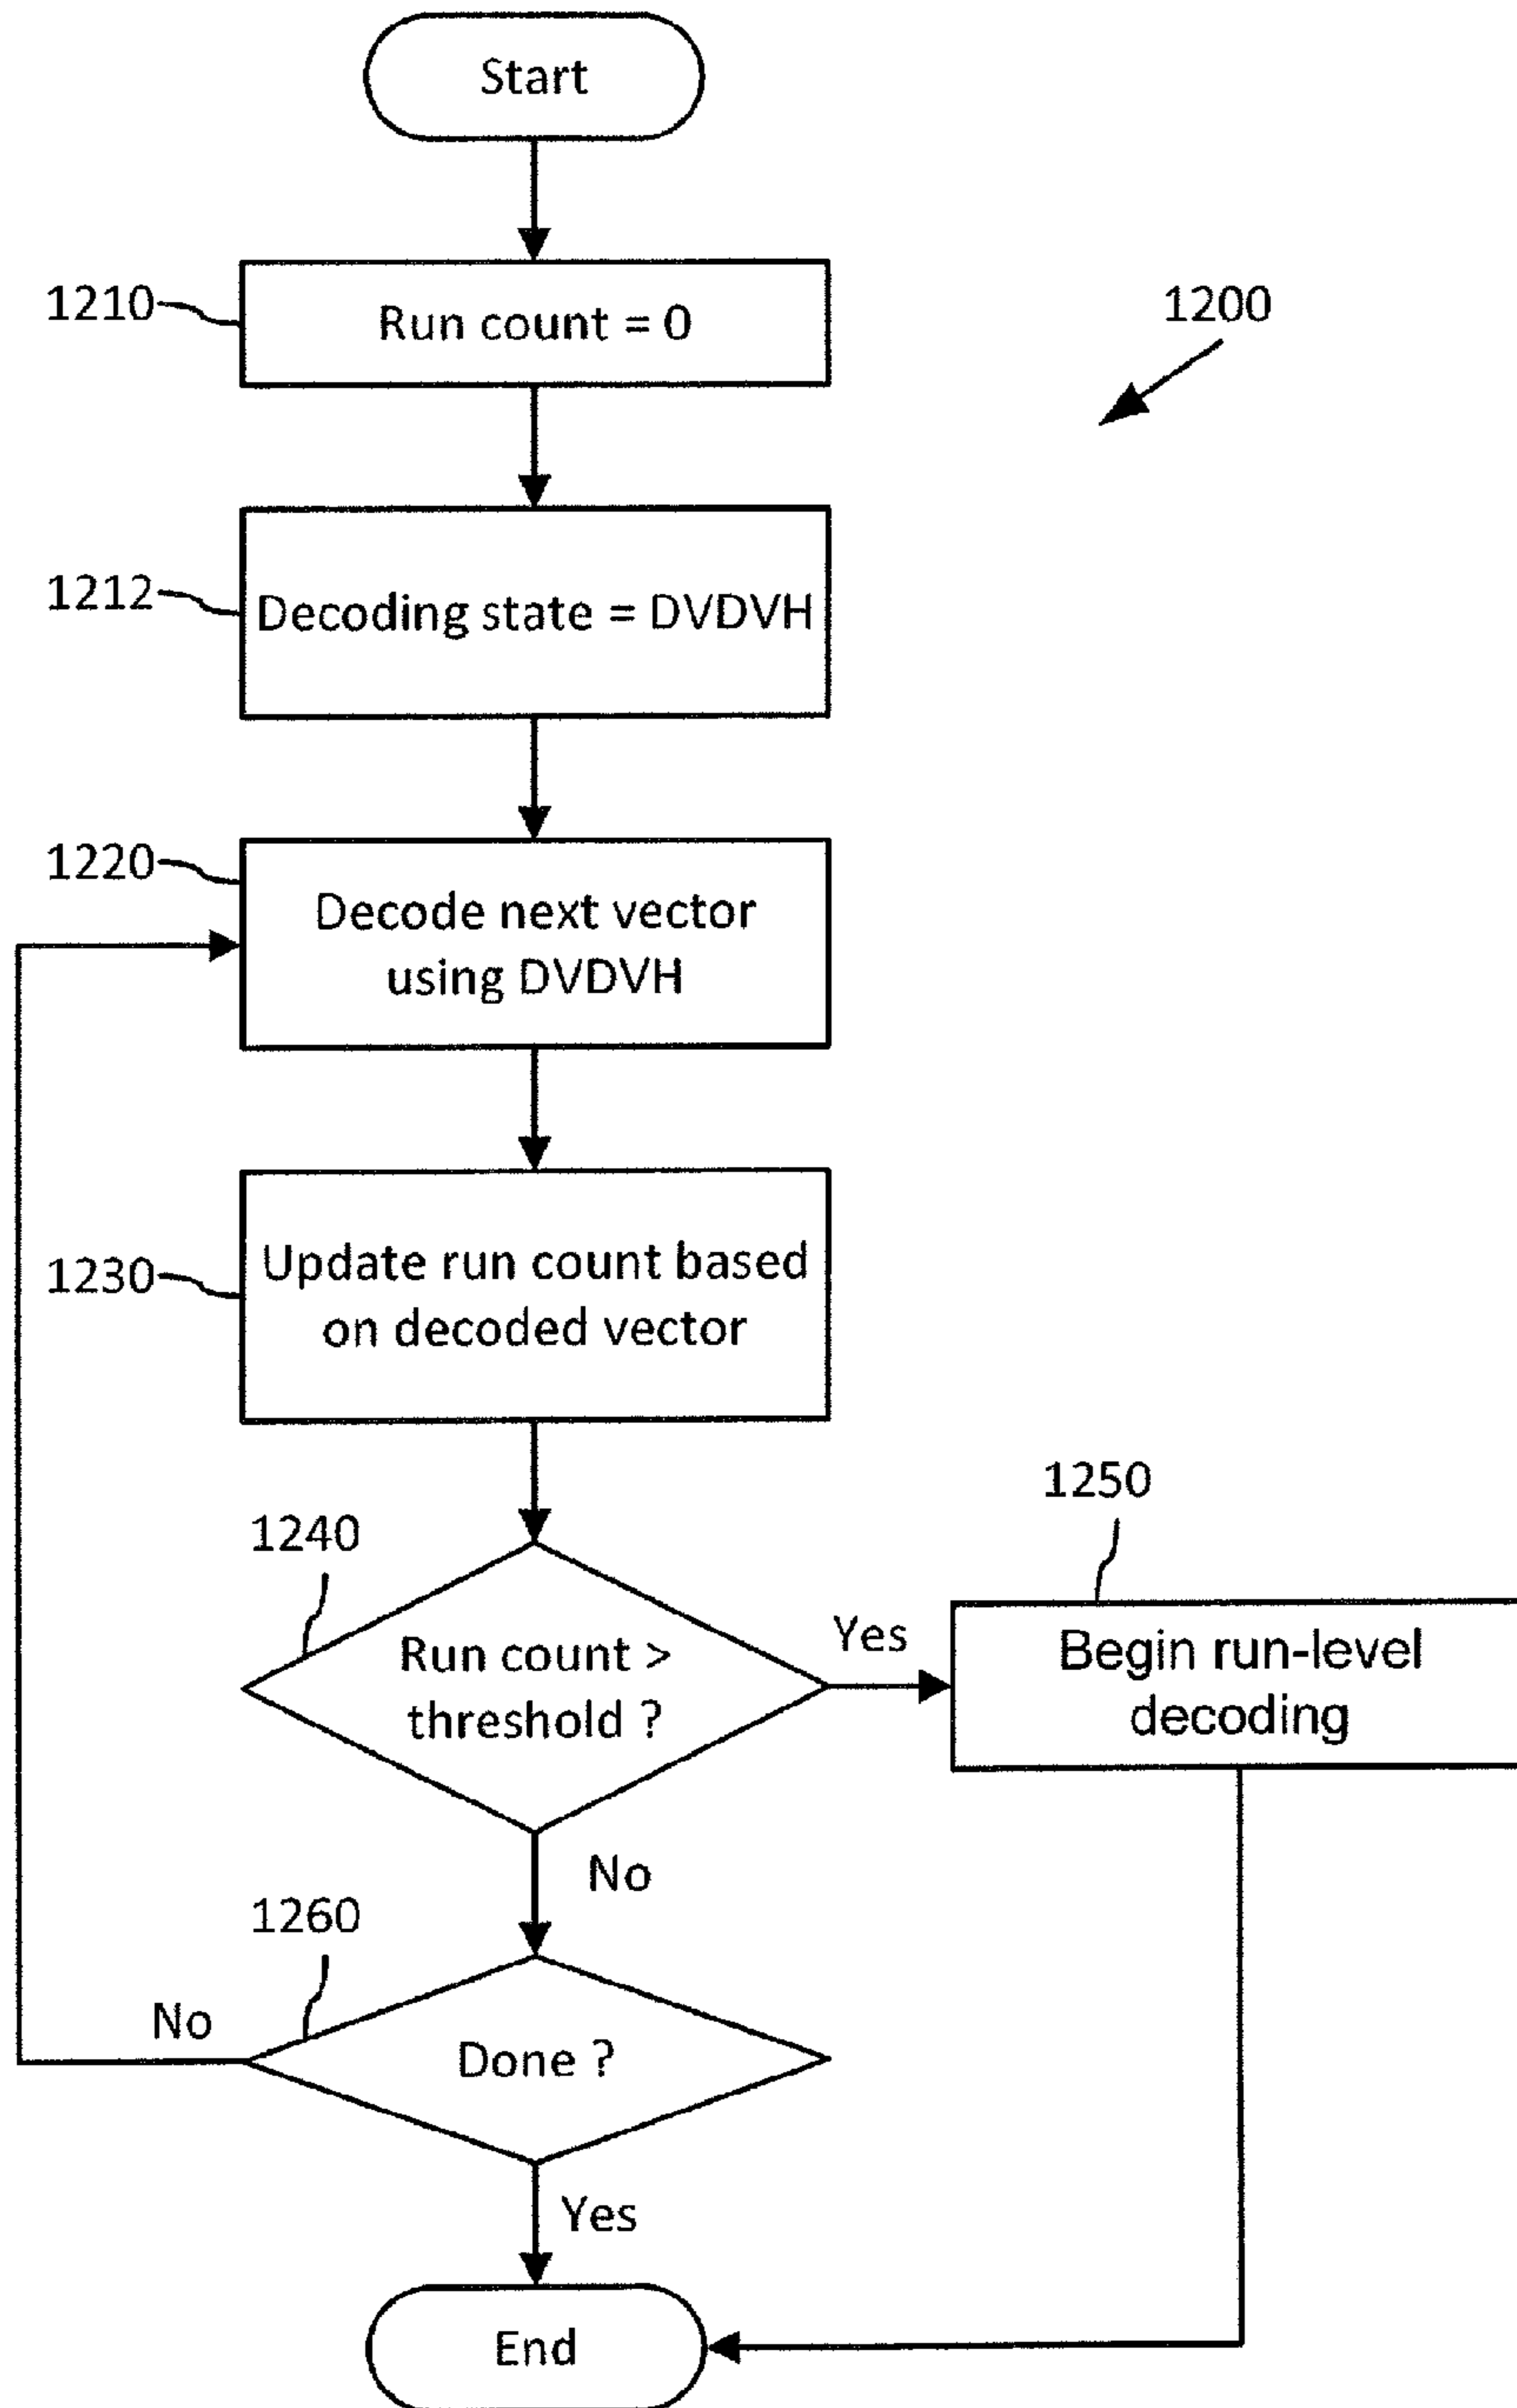 Start
1210
Run count = 0
1200
1212
Decoding state = DVDVH
1220
Decode next vector
using DVDVH
1230
Update run count based
on decoded vector
1240
Run count >
threshold ?
Yes
1250
Begin run-level
decoding
No
1260
Done ?
No
Yes
End